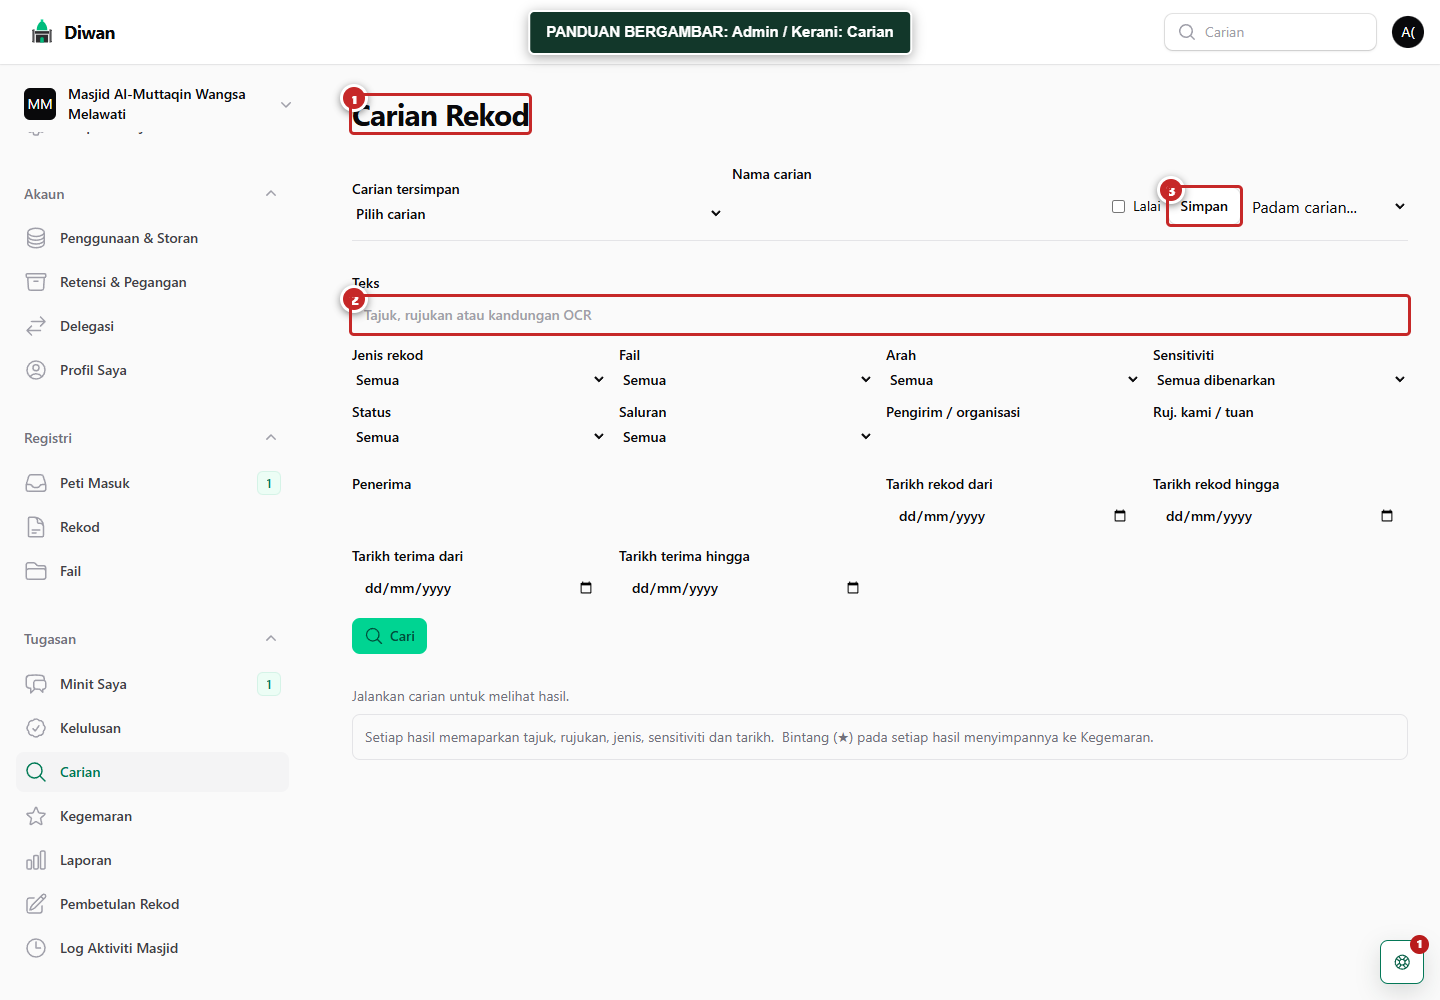 Diwan
PANDUAN BERGAMBAR: Admin / Kerani: Carian
Carian
A(
MM
Masjid Al-Muttaqin Wangsa
Melawati
Akaun
Penggunaan & Storan
Retensi & Pegangan
Delegasi
Profil Saya
Registri
Peti Masuk
1
Rekod
Fail
Tugasan
Minit Saya
1
Kelulusan
Carian
Kegemaran
Laporan
Pembetulan Rekod
Log Aktiviti Masjid
1
Carian Rekod
Carian tersimpan
Pilih carian
Nama carian
Lalai
3
Simpan
Padam carian...
Teks
2
Tajuk, rujukan atau kandungan OCR
Jenis rekod
Semua
Fail
Semua
Arah
Semua
Sensitiviti
Semua dibenarkan
Status
Semua
Saluran
Semua
Pengirim / organisasi
Ruj. kami / tuan
Penerima
Tarikh rekod dari
dd/mm/yyyy
Tarikh rekod hingga
dd/mm/yyyy
Tarikh terima dari
dd/mm/yyyy
Tarikh terima hingga
dd/mm/yyyy
Cari
Jalankan carian untuk melihat hasil.
Setiap hasil memaparkan tajuk, rujukan, jenis, sensitiviti dan tarikh. Bintang (★) pada setiap hasil menyimpannya ke Kegemaran.
1